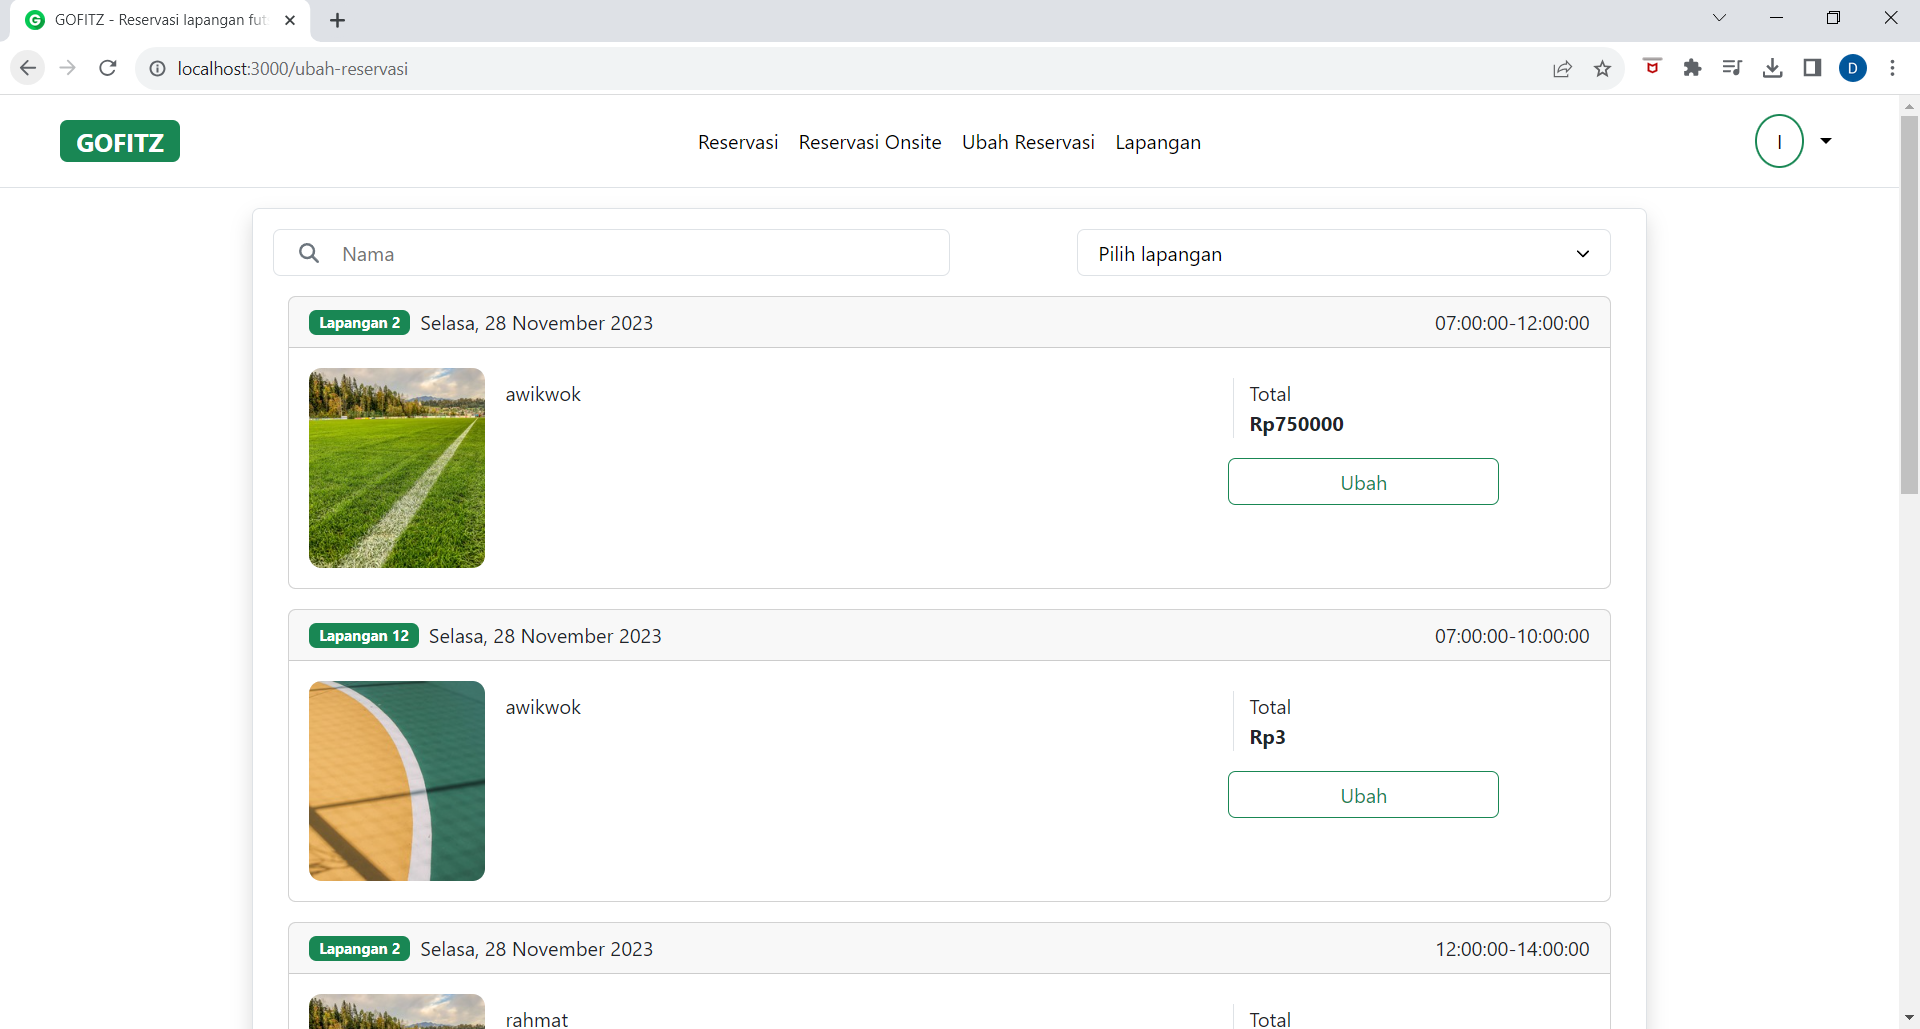 GOFITZ - Reservasi lapangan fut
localhost:3000/ubah-reservasi
D
GOFITZ
Reservasi
Reservasi Onsite
Ubah Reservasi
Lapangan
I
Nama
Pilih lapangan
Lapangan 2 Selasa, 28 November 2023 07:00:00-12:00:00
awikwok
Total
Rp750000
Ubah
Lapangan 12 Selasa, 28 November 2023 07:00:00-10:00:00
awikwok
Total
Rp3
Ubah
Lapangan 2 Selasa, 28 November 2023 12:00:00-14:00:00
rahmat
Total